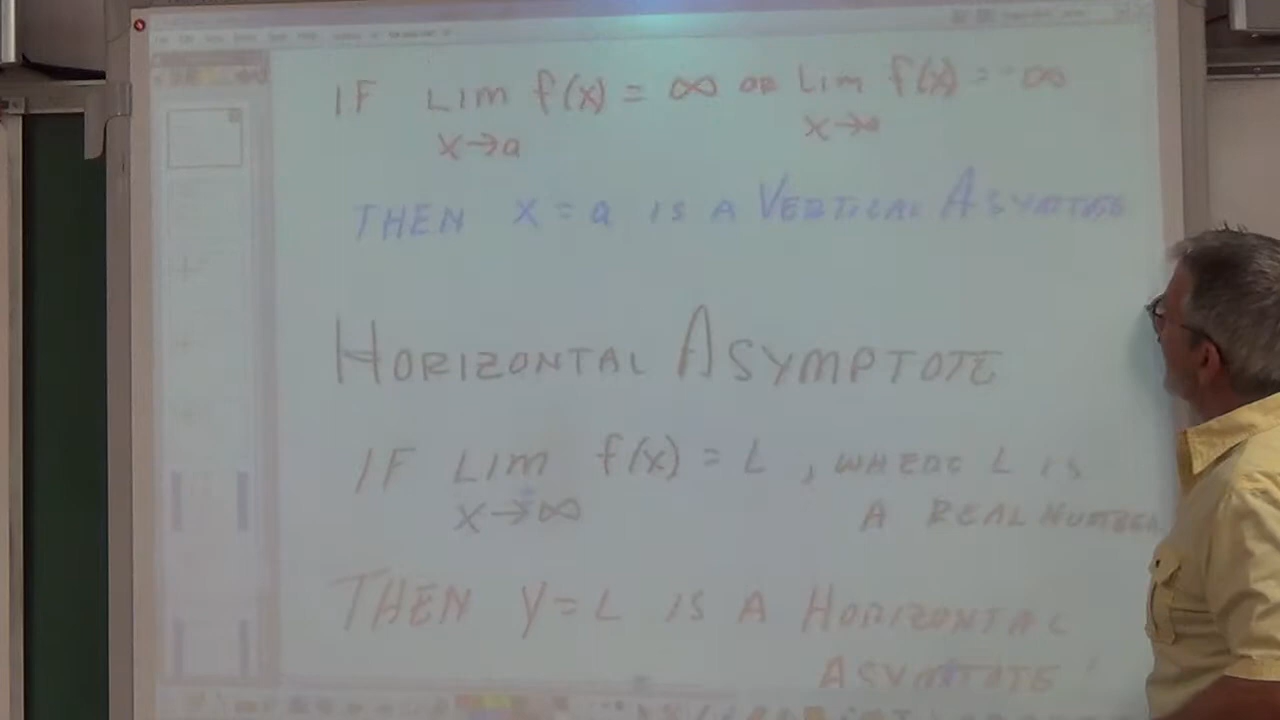 IF LIM f(x) = ∞ OR LIM f(x) = -∞
x→a x→a
THEN x = a IS A VERTICAL ASYMPTOTE
HORIZONTAL ASYMPTOTE
IF LIM f(x) = L , WHERE L IS
x→∞ A REAL NUMBER
THEN y = L IS A HORIZONTAL
ASYMPTOTE